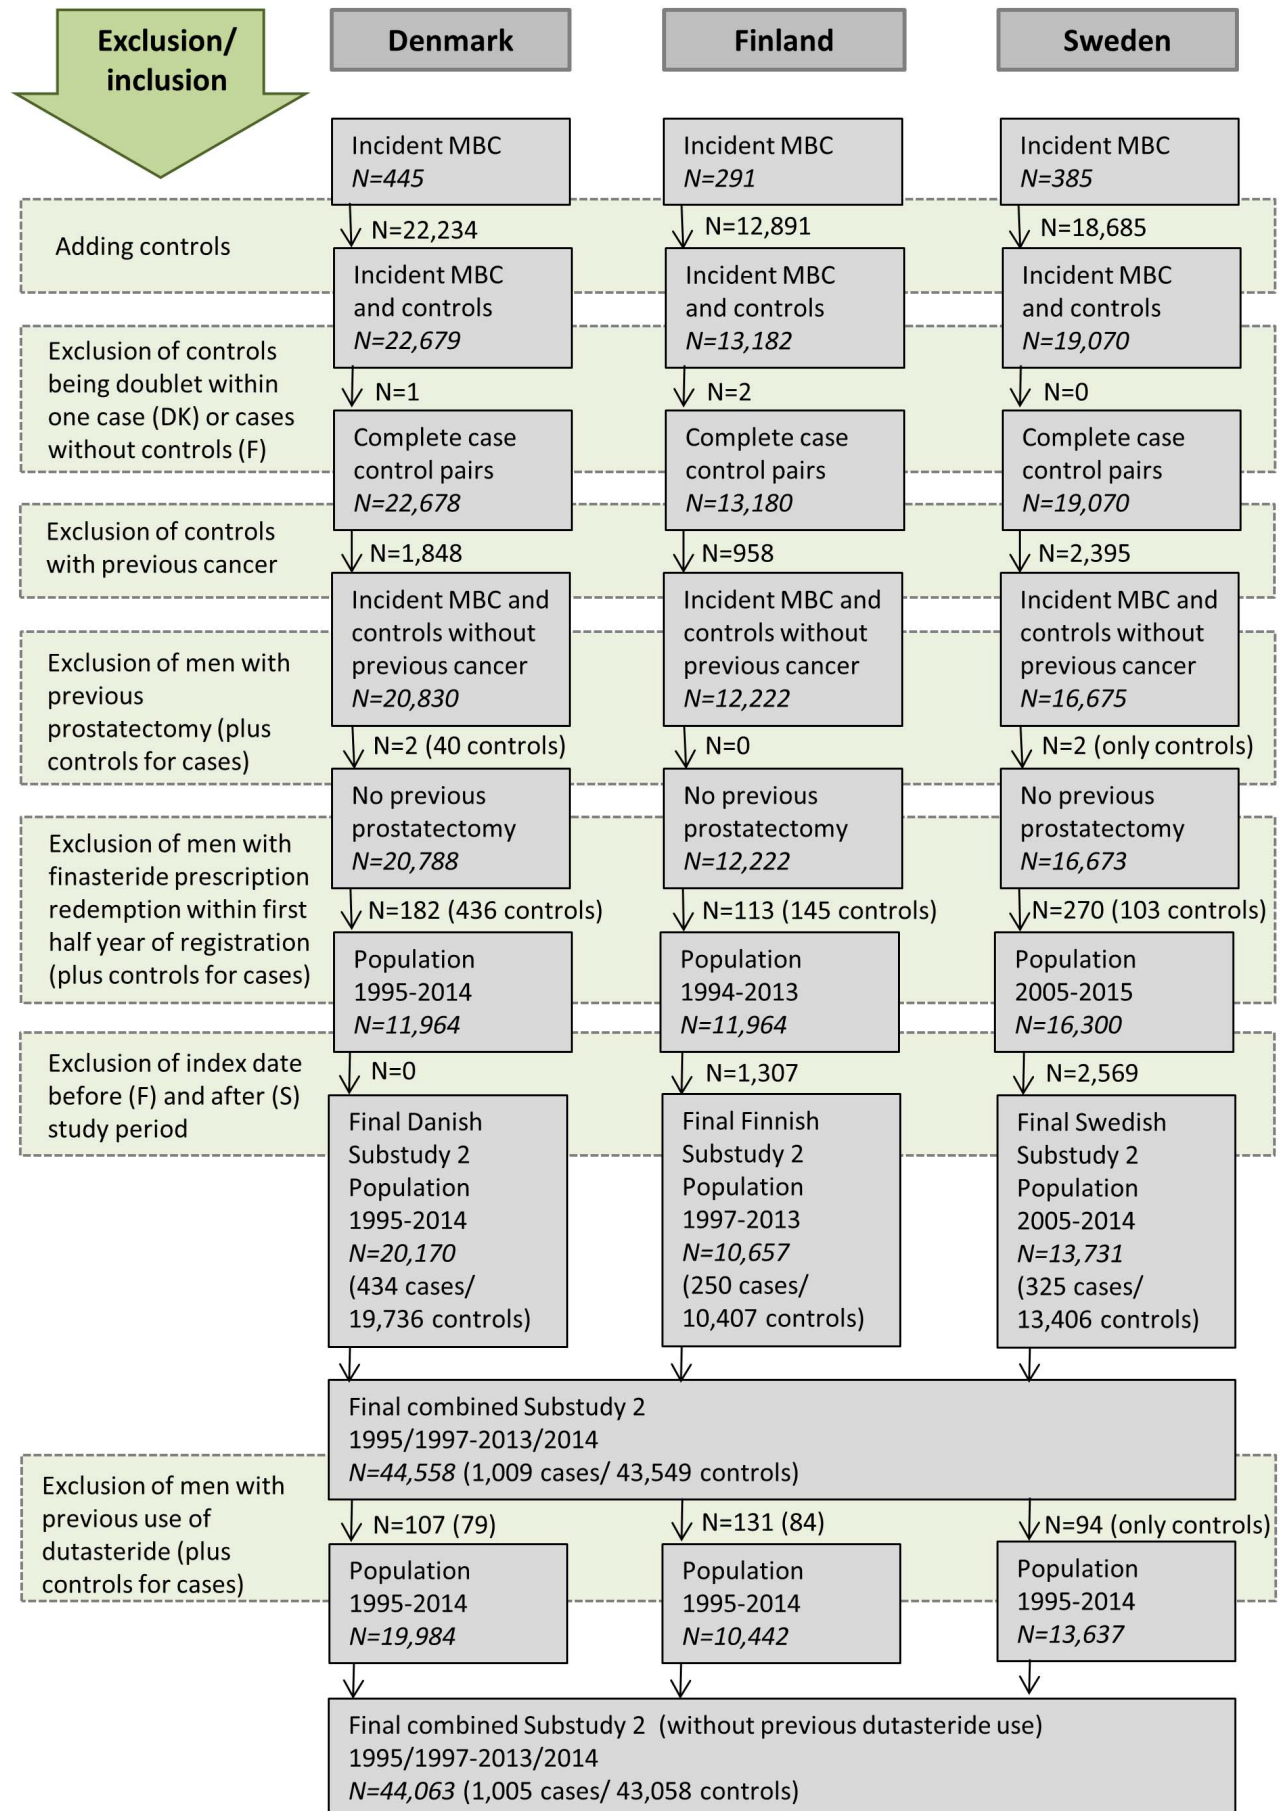 Exclusion/
inclusion
Denmark
Finland
Sweden
Incident MBC
N=445
Incident MBC
N=291
Incident MBC
N=385
Adding controls
N=22,234
N=12,891
N=18,685
Incident MBC
and controls
N=22,679
Incident MBC
and controls
N=13,182
Incident MBC
and controls
N=19,070
Exclusion of controls
being doublet within
one case (DK) or cases
without controls (F)
N=1
N=2
N=0
Complete case
control pairs
N=22,678
Complete case
control pairs
N=13,180
Complete case
control pairs
N=19,070
Exclusion of controls
with previous cancer
N=1,848
N=958
N=2,395
Incident MBC and
controls without
previous cancer
N=20,830
Incident MBC and
controls without
previous cancer
N=12,222
Incident MBC and
controls without
previous cancer
N=16,675
Exclusion of men with
previous
prostatectomy (plus
controls for cases)
N=2 (40 controls)
N=0
N=2 (only controls)
No previous
prostatectomy
N=20,788
No previous
prostatectomy
N=12,222
No previous
prostatectomy
N=16,673
Exclusion of men with
finasteride prescription
redemption within first
half year of registration
(plus controls for cases)
N=182 (436 controls)
N=113 (145 controls)
N=270 (103 controls)
Population
1995-2014
N=11,964
Population
1994-2013
N=11,964
Population
2005-2015
N=16,300
Exclusion of index date
before (F) and after (S)
study period
N=0
N=1,307
N=2,569
Final Danish
Substudy 2
Population
1995-2014
N=20,170
(434 cases/
19,736 controls)
Final Finnish
Substudy 2
Population
1997-2013
N=10,657
(250 cases/
10,407 controls)
Final Swedish
Substudy 2
Population
2005-2014
N=13,731
(325 cases/
13,406 controls)
Final combined Substudy 2
1995/1997-2013/2014
N=44,558 (1,009 cases/ 43,549 controls)
Exclusion of men with
previous use of
dutasteride (plus
controls for cases)
N=107 (79)
N=131 (84)
N=94 (only controls)
Population
1995-2014
N=19,984
Population
1995-2014
N=10,442
Population
1995-2014
N=13,637
Final combined Substudy 2 (without previous dutasteride use)
1995/1997-2013/2014
N=44,063 (1,005 cases/ 43,058 controls)